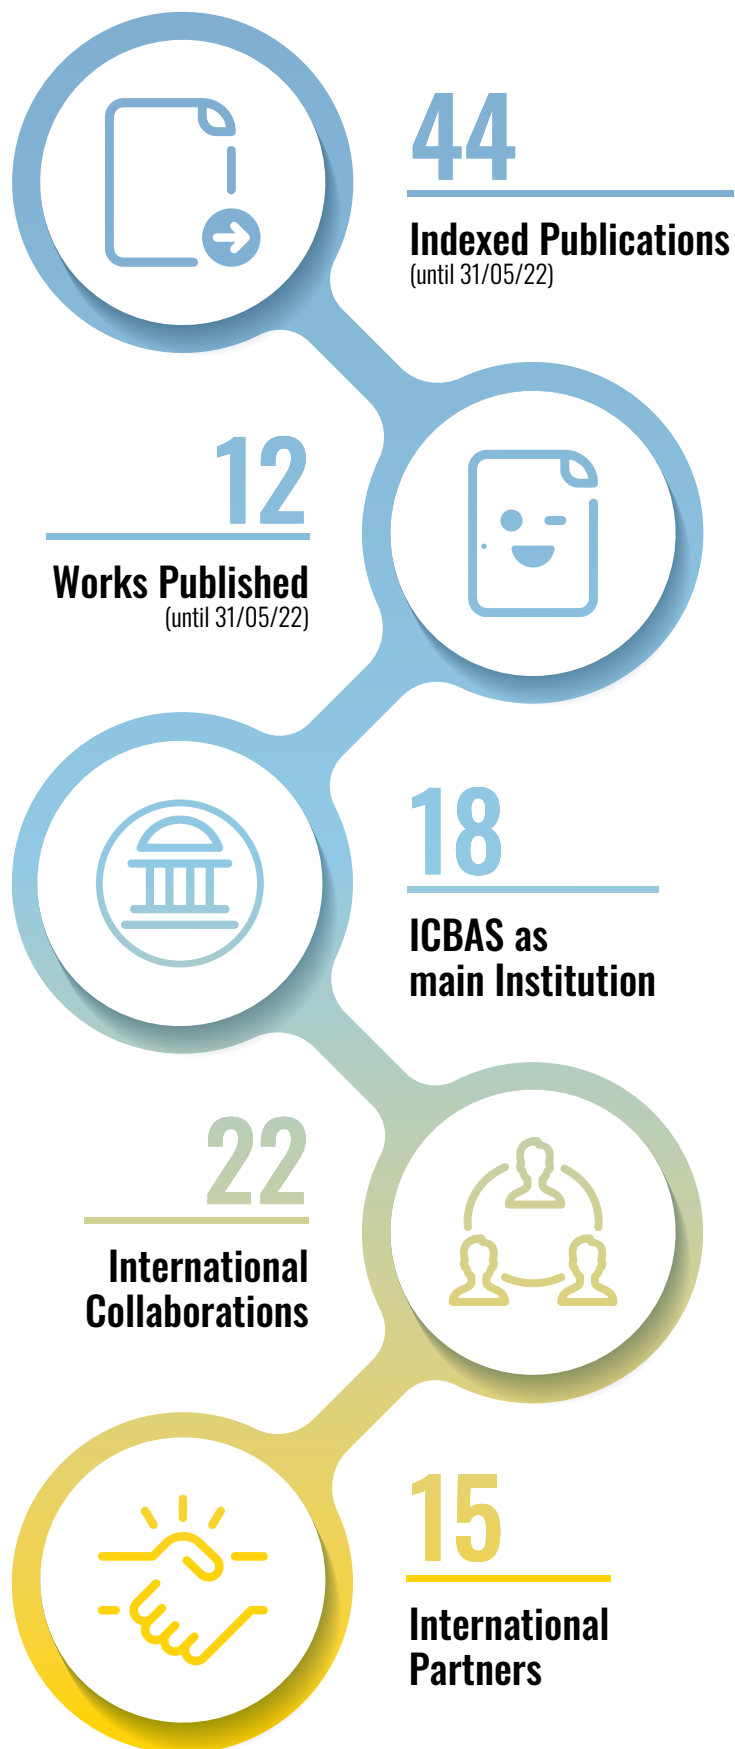 44
Indexed Publications
(until 31/05/22)
12
Works Published
(until 31/05/22)
18
ICBAS as
main Institution
22
International
Collaborations
15
International
Partners